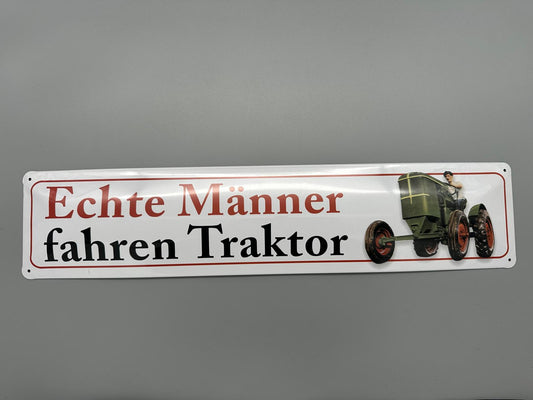 Echte Männer
fahren Traktor